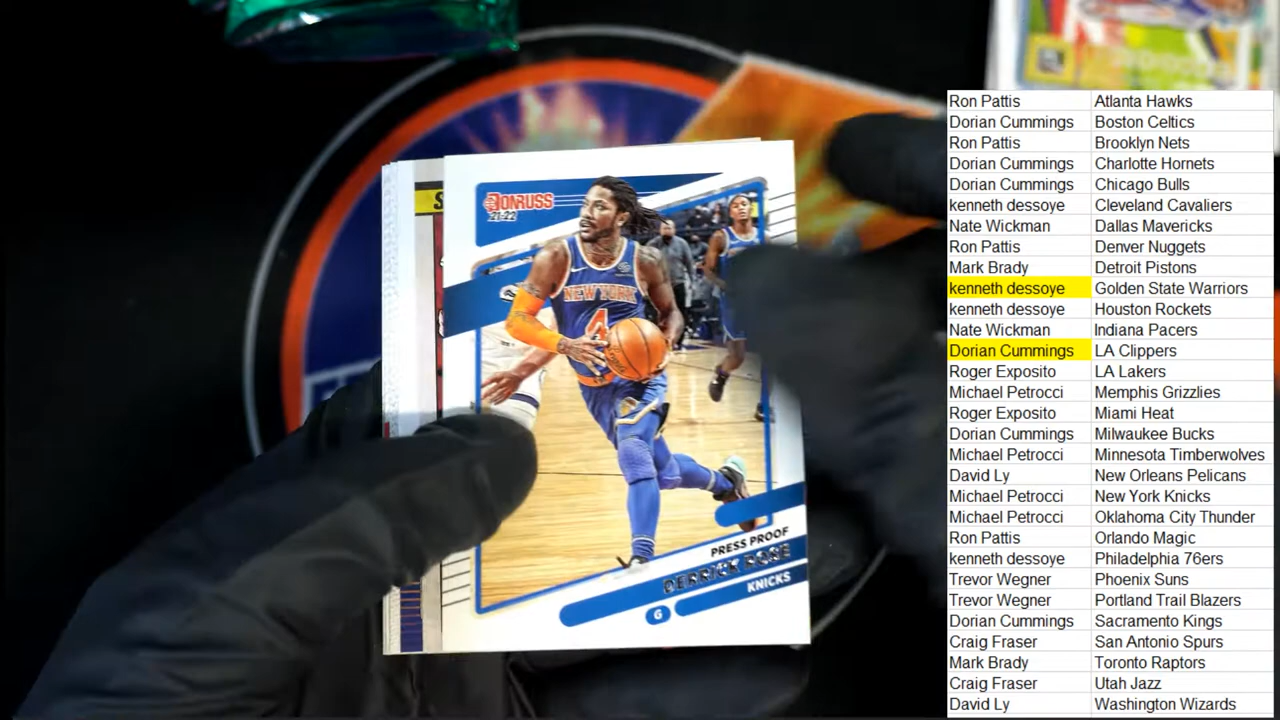 DONRUSS
21-22
NEW YORK
4
PRESS PROOF
DERRICK ROSE
KNICKS
G
Ron Pattis Atlanta Hawks
Dorian Cummings Boston Celtics
Ron Pattis Brooklyn Nets
Dorian Cummings Charlotte Hornets
Dorian Cummings Chicago Bulls
kenneth dessoye Cleveland Cavaliers
Nate Wickman Dallas Mavericks
Ron Pattis Denver Nuggets
Mark Brady Detroit Pistons
kenneth dessoye Golden State Warriors
kenneth dessoye Houston Rockets
Nate Wickman Indiana Pacers
Dorian Cummings LA Clippers
Roger Exposito LA Lakers
Michael Petrocci Memphis Grizzlies
Roger Exposito Miami Heat
Dorian Cummings Milwaukee Bucks
Michael Petrocci Minnesota Timberwolves
David Ly New Orleans Pelicans
Michael Petrocci New York Knicks
Michael Petrocci Oklahoma City Thunder
Ron Pattis Orlando Magic
kenneth dessoye Philadelphia 76ers
Trevor Wegner Phoenix Suns
Trevor Wegner Portland Trail Blazers
Dorian Cummings Sacramento Kings
Craig Fraser San Antonio Spurs
Mark Brady Toronto Raptors
Craig Fraser Utah Jazz
David Ly Washington Wizards